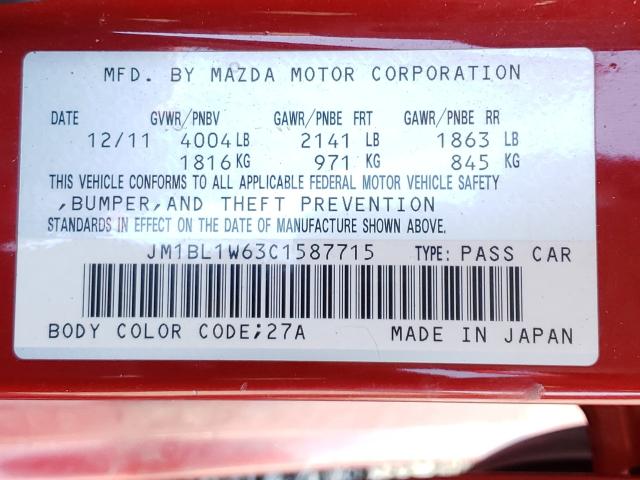 MFD. BY MAZDA MOTOR CORPORATION
DATE GVWR/PNBV GAWR/PNBE FRT GAWR/PNBE RR
12/11 4004 LB 2141 LB 1863 LB
1816 KG 971 KG 845 KG
THIS VEHICLE CONFORMS TO ALL APPLICABLE FEDERAL MOTOR VEHICLE SAFETY
,BUMPER,AND THEFT PREVENTION
STANDARDS IN EFFECT ON THE DATE OF MANUFACTURE SHOWN ABOVE.
JM1BL1W63C1587715 TYPE: PASS CAR
BODY COLOR CODE;27A MADE IN JAPAN